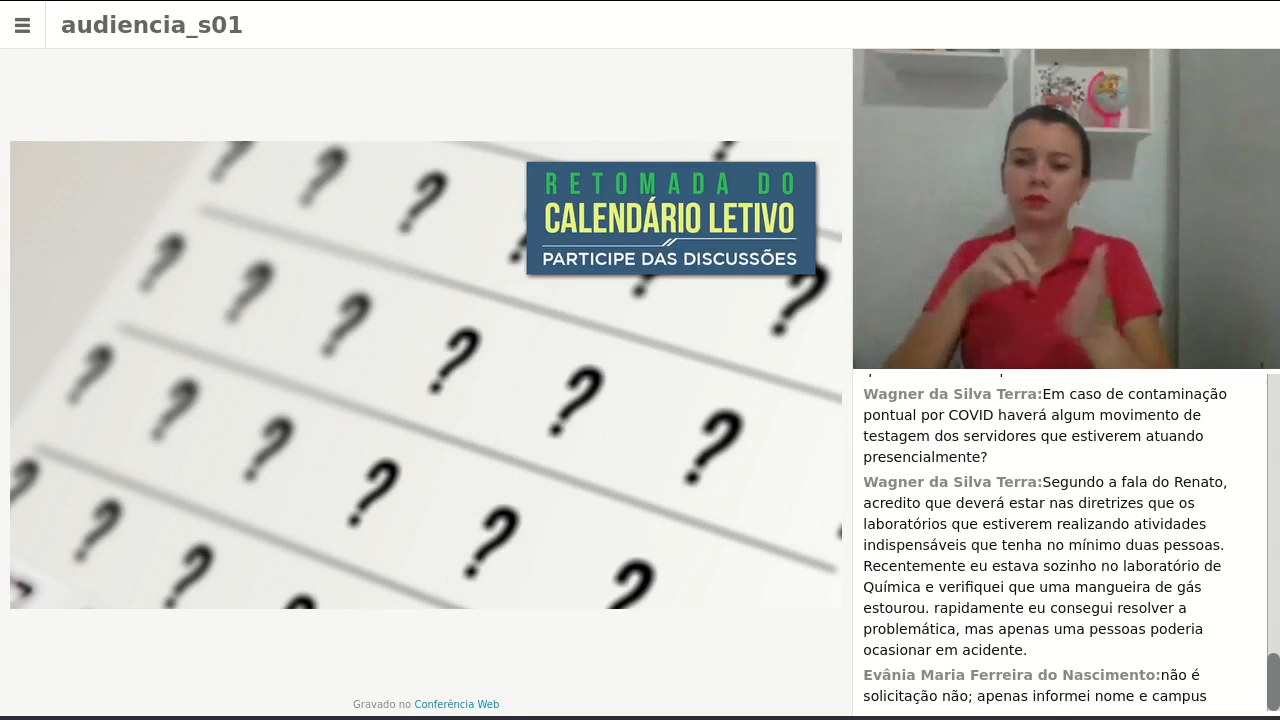 audiencia_s01
RETOMADA DO
CALENDÁRIO LETIVO
PARTICIPE DAS DISCUSSÕES
Wagner da Silva Terra:Em caso de contaminação
pontual por COVID haverá algum movimento de
testagem dos servidores que estiverem atuando
presencialmente?
Wagner da Silva Terra:Segundo a fala do Renato,
acredito que deverá estar nas diretrizes que os
laboratórios que estiverem realizando atividades
indispensáveis que tenha no mínimo duas pessoas.
Recentemente eu estava sozinho no laboratório de
Química e verifiquei que uma mangueira de gás
estourou. rapidamente eu consegui resolver a
problemática, mas apenas uma pessoas poderia
ocasionar em acidente.
Evânia Maria Ferreira do Nascimento:não é
solicitação não; apenas informei nome e campus
Gravado no Conferência Web